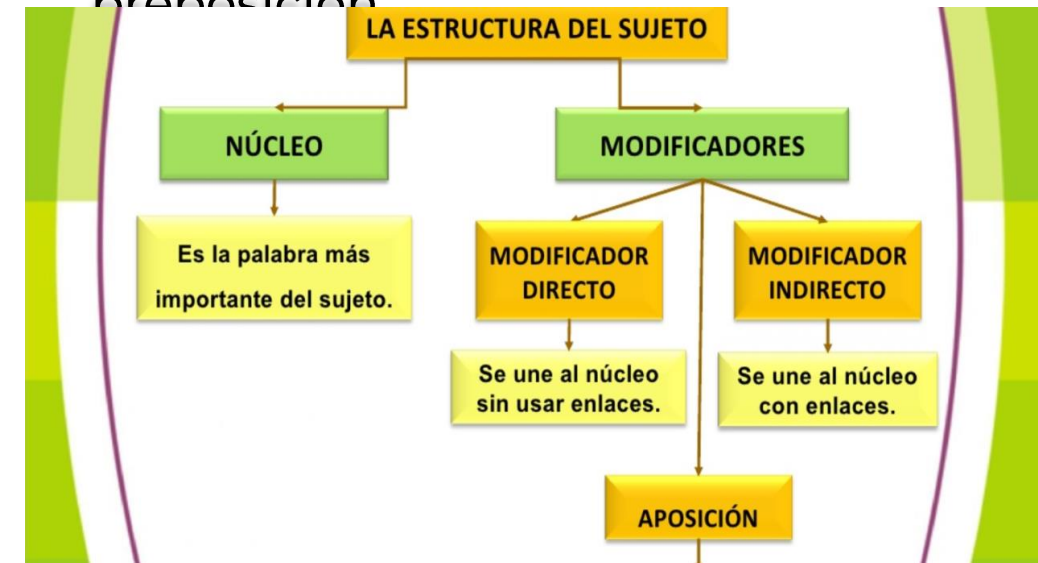 preposición
LA ESTRUCTURA DEL SUJETO
NÚCLEO
MODIFICADORES
Es la palabra más
importante del sujeto.
MODIFICADOR
DIRECTO
MODIFICADOR
INDIRECTO
Se une al núcleo
sin usar enlaces.
Se une al núcleo
con enlaces.
APOSICIÓN